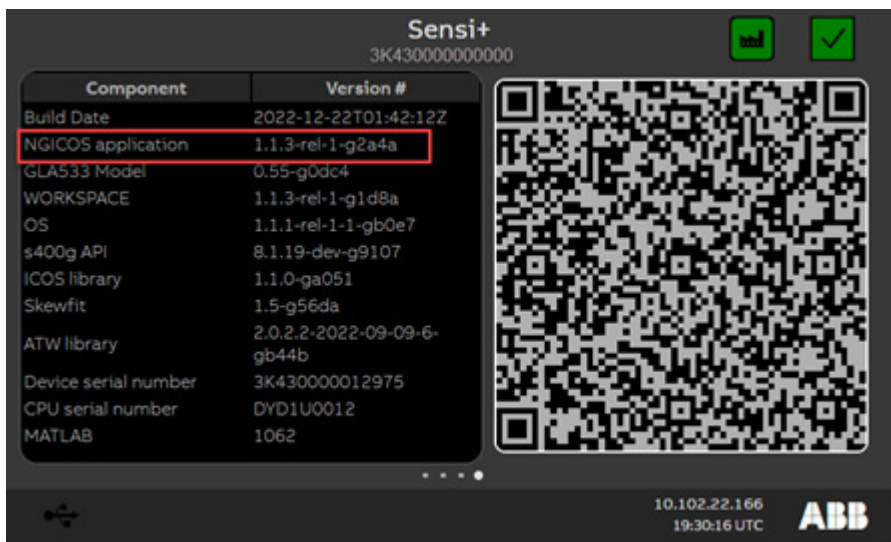 Sensi+
3K430000000000
Component Version #
Build Date 2022-12-22T01:42:12Z
NGICOS application 1.1.3-rel-1-g2a4a
GLA533 Model 0.55-g0dc4
WORKSPACE 1.1.3-rel-1-g1d8a
OS 1.1.1-rel-1-1-gb0e7
s400g API 8.1.19-dev-g9107
ICOS library 1.1.0-ga051
Skewfit 1.5-g56da
ATW library 2.0.2.2-2022-09-09-6-
gb44b
Device serial number 3K430000012975
CPU serial number DYD1U0012
MATLAB 1062
10.102.22.166
19:30:16 UTC
ABB